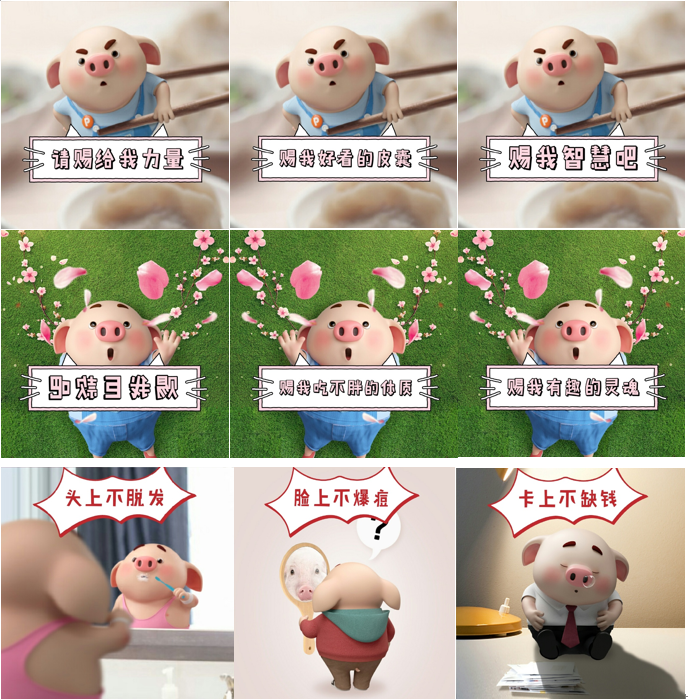 请赐给我力量
赐我好看的皮囊
赐我智慧吧
赐我吃不胖的体质
赐我有趣的灵魂
头上不脱发
脸上不爆痘
?
卡上不缺钱